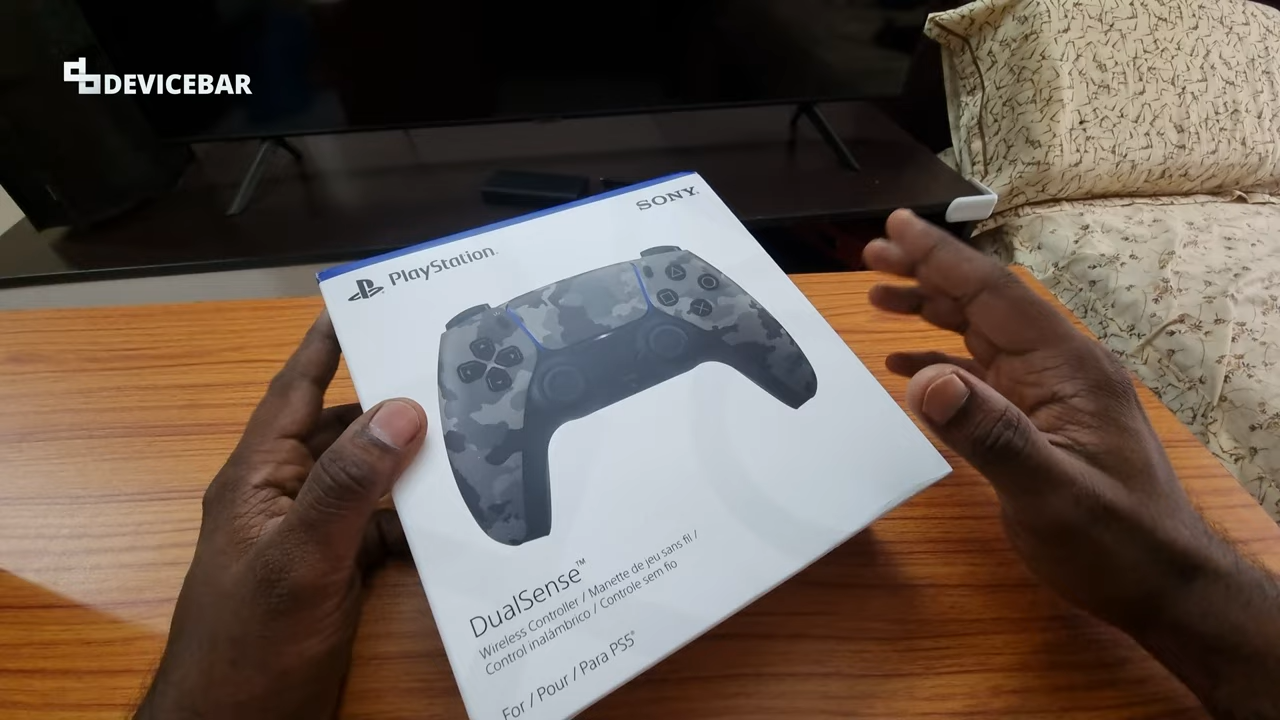 DEVICEBAR
SONY
PlayStation
DualSense™
Wireless Controller / Manette de jeu sans fil /
Control inalámbrico / Controle sem fio
For / Pour / Para PS5®